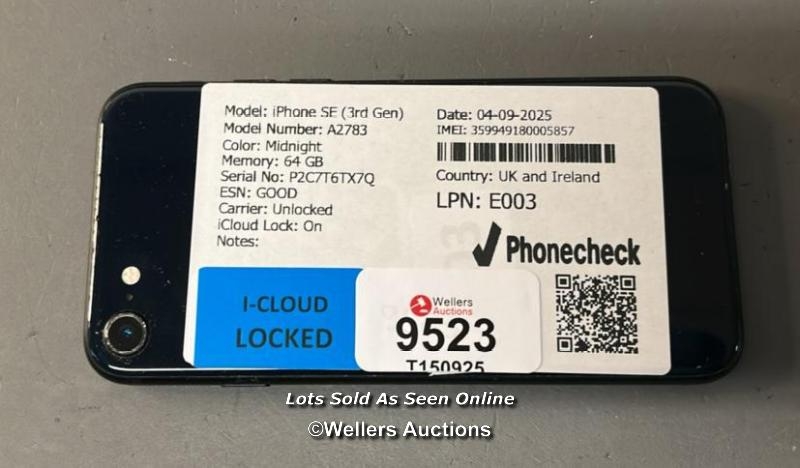 Model: iPhone SE (3rd Gen)
Model Number: A2783
Color: Midnight
Memory: 64 GB
Serial No: P2C7T6TX7Q
ESN: GOOD
Carrier: Unlocked
iCloud Lock: On
Notes:
Date: 04-09-2025
IMEI: 359949180005857
Country: UK and Ireland
LPN: E003
Phonecheck
I-CLOUD
LOCKED
Wellers
Auctions
9523
T150925
Lots Sold As Seen Online
©Wellers Auctions